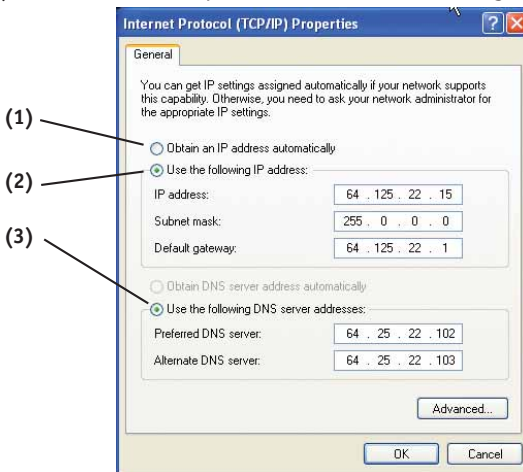 Internet Protocol (TCP/IP) Properties
General
You can get IP settings assigned automatically if your network supports
this capability. Otherwise, you need to ask your network administrator for
the appropriate IP settings.
(1)
Obtain an IP address automatically
(2)
Use the following IP address:
IP address: 64 . 125 . 22 . 15
Subnet mask: 255 . 0 . 0 . 0
(3)
Default gateway: 64 . 125 . 22 . 1
Obtain DNS server address automatically
Use the following DNS server addresses:
Preferred DNS server: 64 . 25 . 22 . 102
Alternate DNS server: 64 . 25 . 22 . 103
Advanced...
OK Cancel